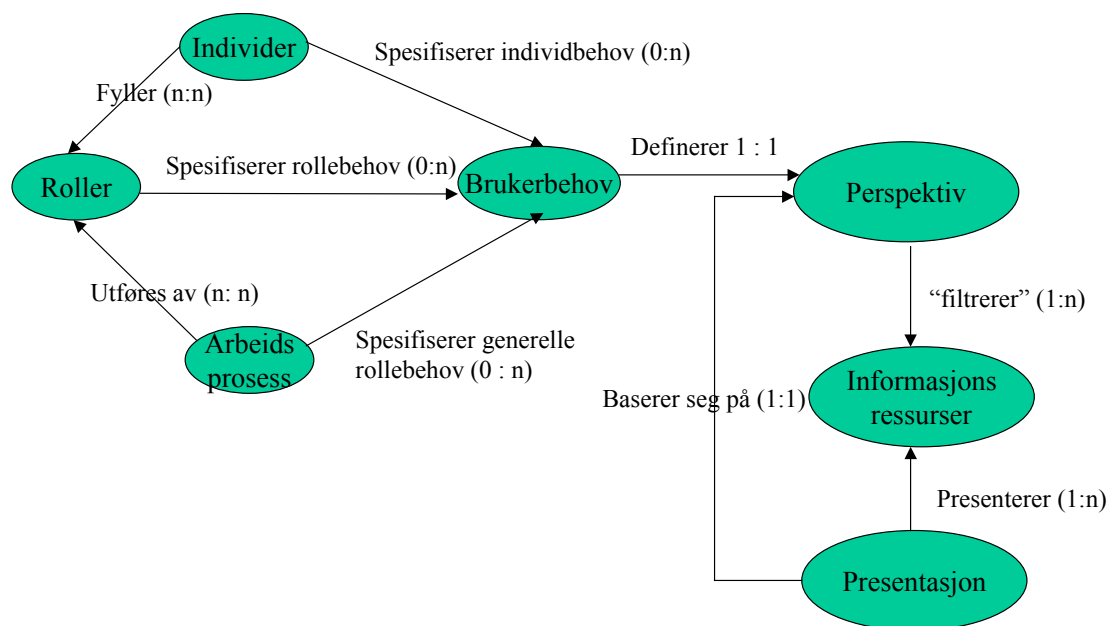 Individer
Spesifiserer individbehov (0:n)
Fyller (n:n)
Definerer 1 : 1
Spesifiserer rollebehov (0:n)
Roller
Brukerbehov
Perspektiv
Utføres av (n: n)
“filtrerer” (1:n)
Arbeids
prosess
Spesifiserer generelle
rollebehov (0 : n)
Baserer seg på (1:1)
Informasjons
ressurser
Presenterer (1:n)
Presentasjon